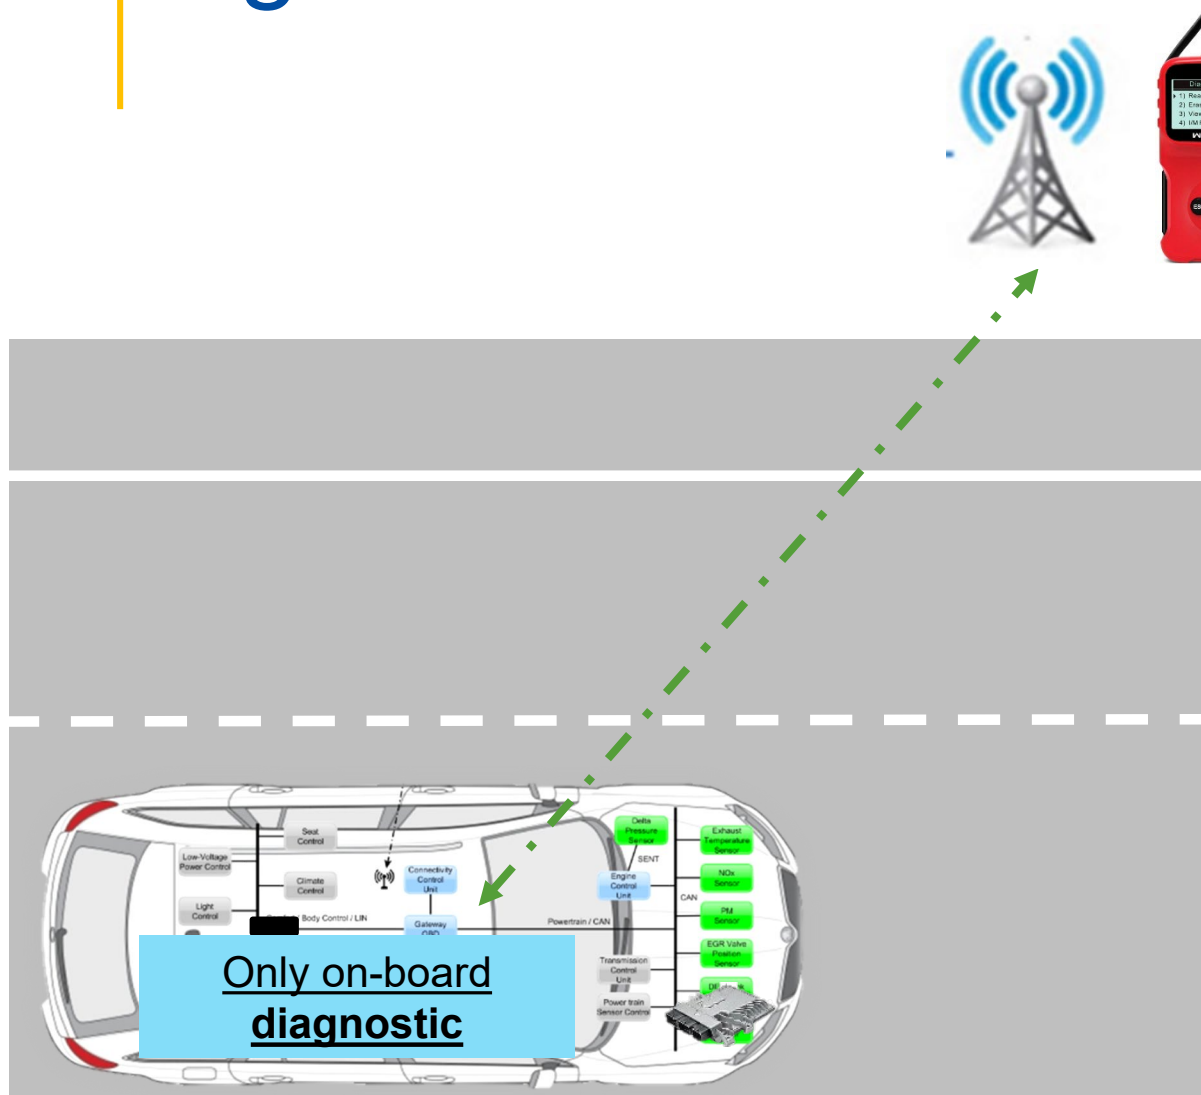 Seat
Control
Low-Voltage
Power Control
Climate
Control
Light
Control
Body Control / LIN
Connectivity
Control
Unit
Gateway
OBD
Powertrain / CAN
Delta
Pressure
Sensor
SENT
Engine
Control
Unit
CAN
Exhaust
Temperature
Sensor
NOx
Sensor
PM
Sensor
EGR Valve
Position
Sensor
Transmission
Control
Unit
Power train
Sensor Control
Only on-board
diagnostic